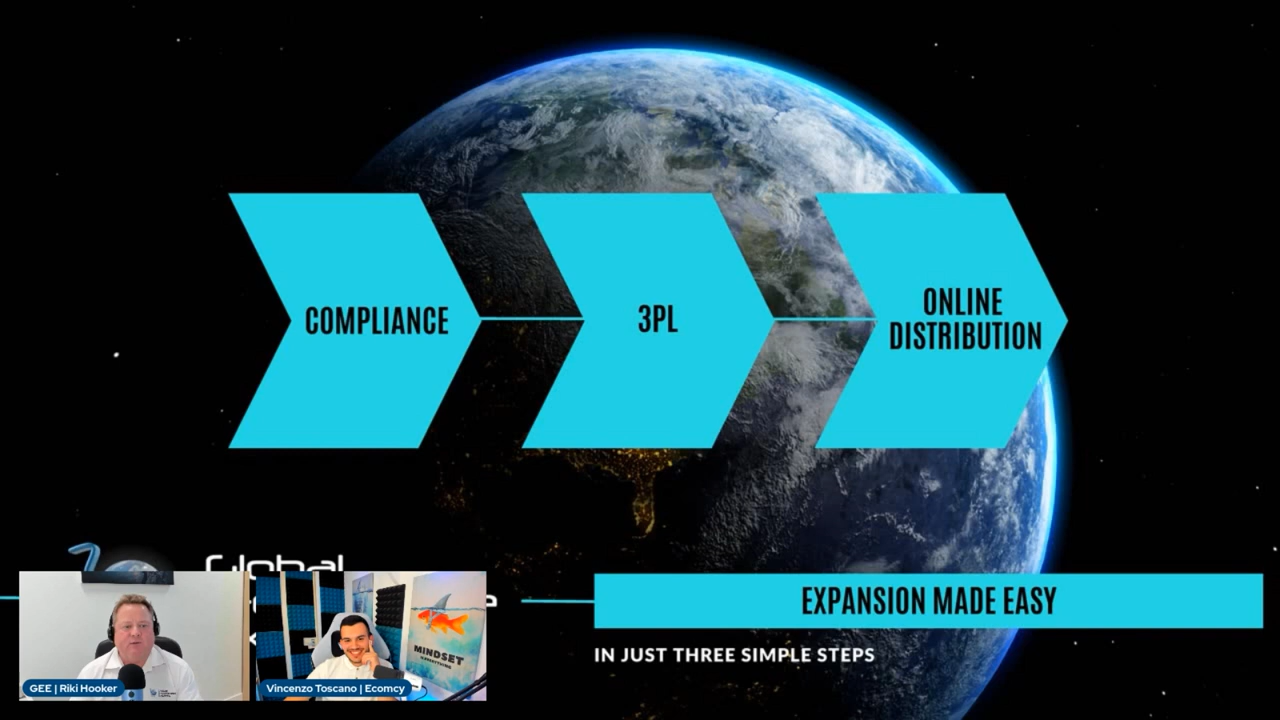 COMPLIANCE
3PL
ONLINE
DISTRIBUTION
Global
EXPANSION MADE EASY
IN JUST THREE SIMPLE STEPS
MINDSET
GEE | Riki Hooker
Vincenzo Toscano | Ecomcy